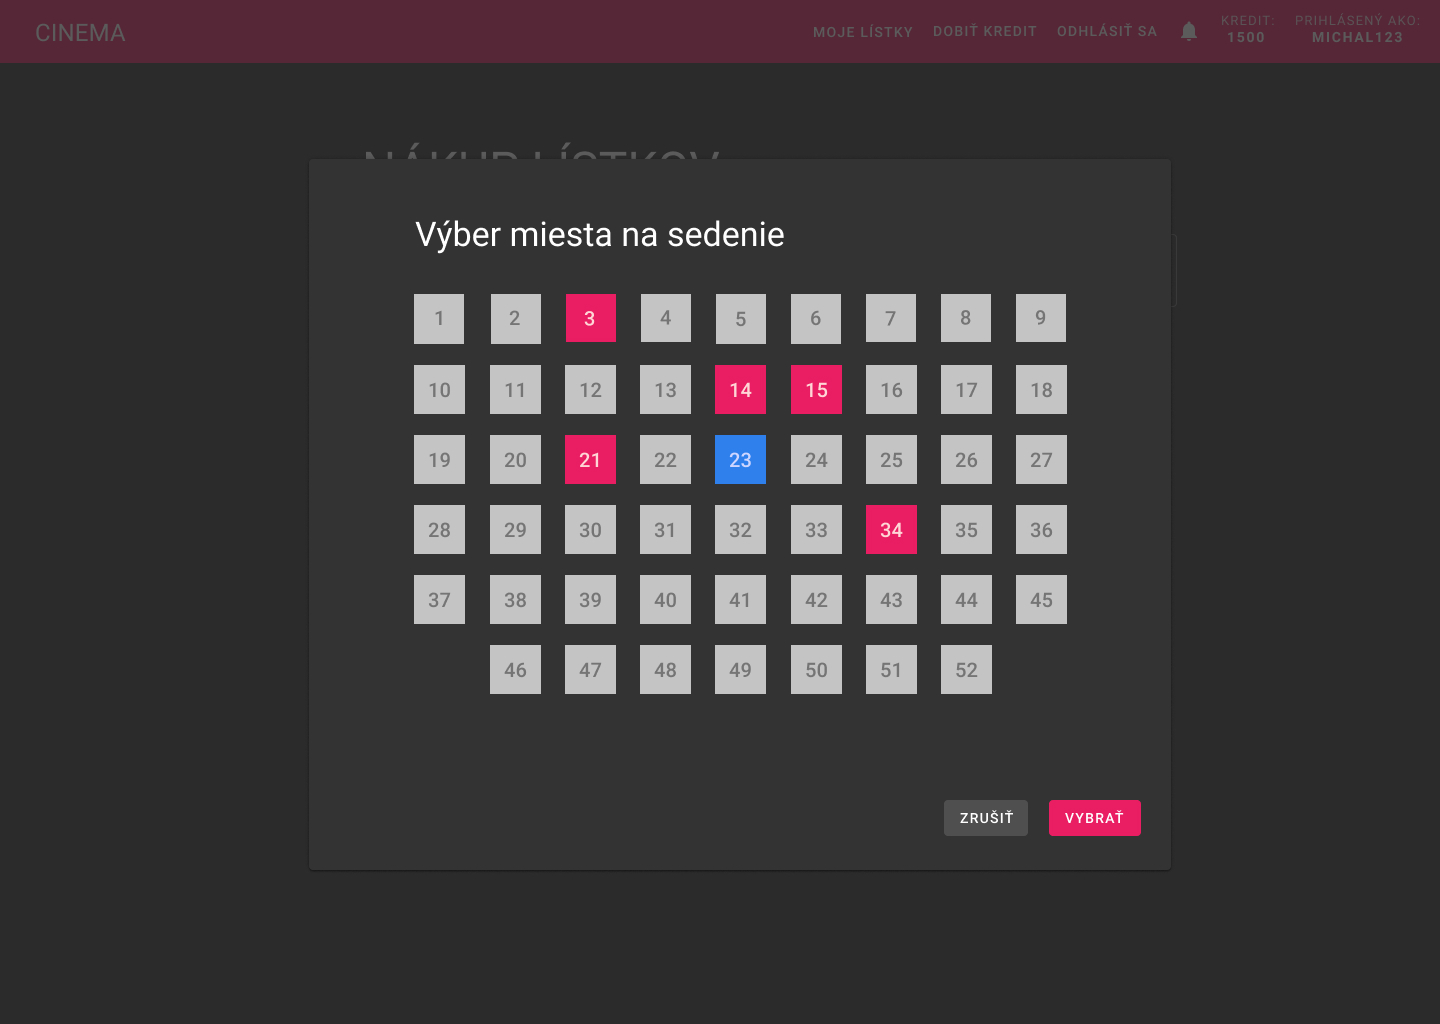 CINEMA
MOJE LÍSTKY DOBIŤ KREDIT ODHLÁSIŤ SA KREDIT: PRIHLÁSENÝ AKO:
1500 MICHAL123
NÁKUP LÍSTKOV
Výber miesta na sedenie
1 2 3 4 5 6 7 8 9
10 11 12 13 14 15 16 17 18
19 20 21 22 23 24 25 26 27
28 29 30 31 32 33 34 35 36
37 38 39 40 41 42 43 44 45
46 47 48 49 50 51 52
ZRUŠIŤ VYBRAŤ